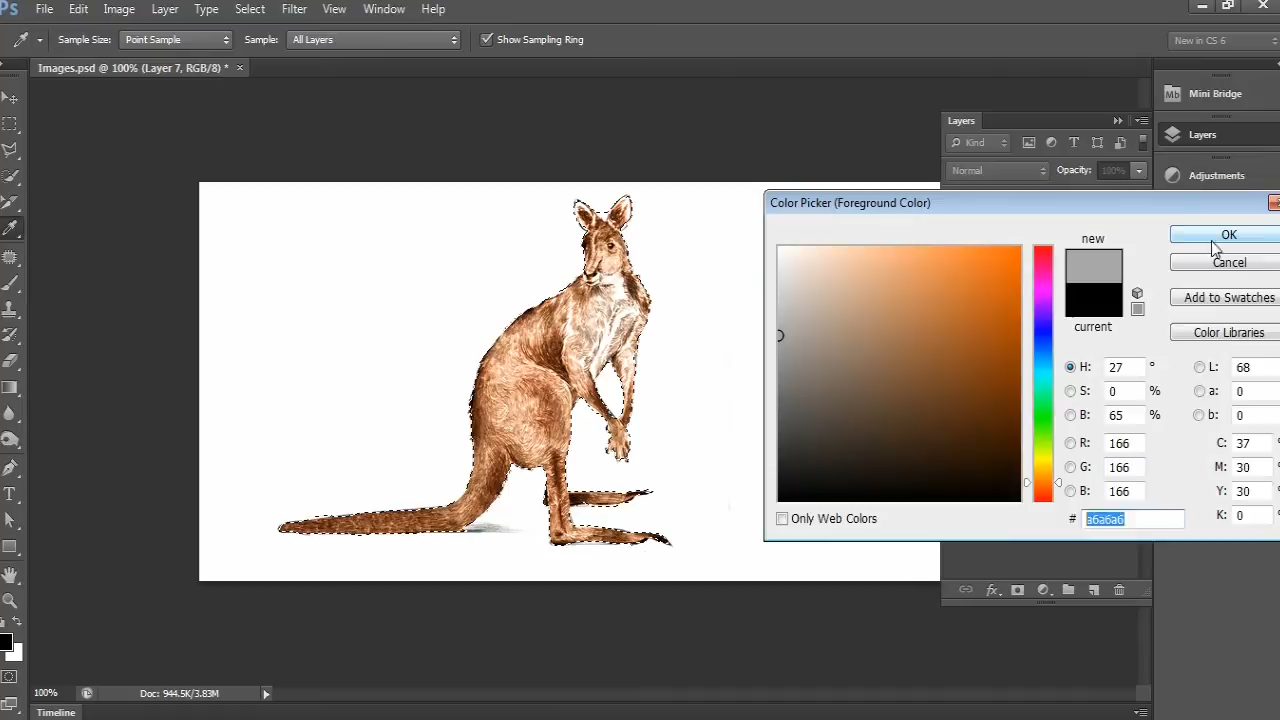 Ps File Edit Image Layer Type Select Filter View Window Help
Sample Size: Point Sample Sample: All Layers Show Sampling Ring New in CS 6
Images.psd @ 100% (Layer 7, RGB/8) * ×
Mb Mini Bridge
Layers
Kind T
Layers
Normal Opacity: 100%
Adjustments
Color Picker (Foreground Color)
new
OK
Cancel
Add to Swatches
current
Color Libraries
H: 27 ° L: 68
S: 0 % a: 0
B: 65 % b: 0
R: 166 C: 37
G: 166 M: 30
B: 166 Y: 30
Only Web Colors # a6a6a6 K: 0
T
fx
100% Doc: 944.5K/3.83M
Timeline